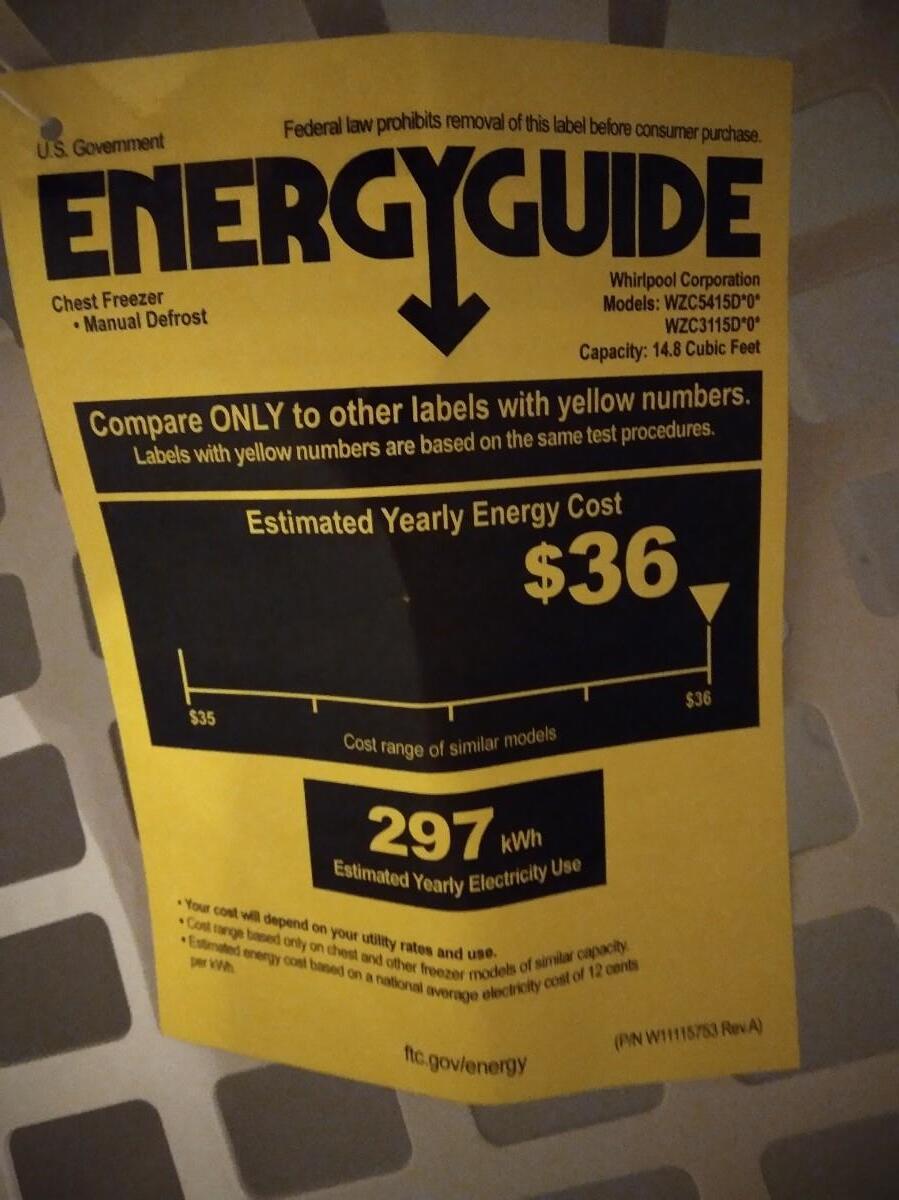 U.S. Government
Federal law prohibits removal of this label before consumer purchase.
ENERGYGUIDE
Chest Freezer
• Manual Defrost
Whirlpool Corporation
Models: WZC5415D*0*
WZC3115D*0*
Capacity: 14.8 Cubic Feet
Compare ONLY to other labels with yellow numbers.
Labels with yellow numbers are based on the same test procedures.
Estimated Yearly Energy Cost
$36
$35
$36
Cost range of similar models
297 kWh
Estimated Yearly Electricity Use
• Your cost will depend on your utility rates and use.
• Cost range based only on chest and other freezer models of similar capacity.
• Estimated energy cost based on a national average electricity cost of 12 cents
per kWh.
ftc.gov/energy
(P/N W11115753 Rev.A)